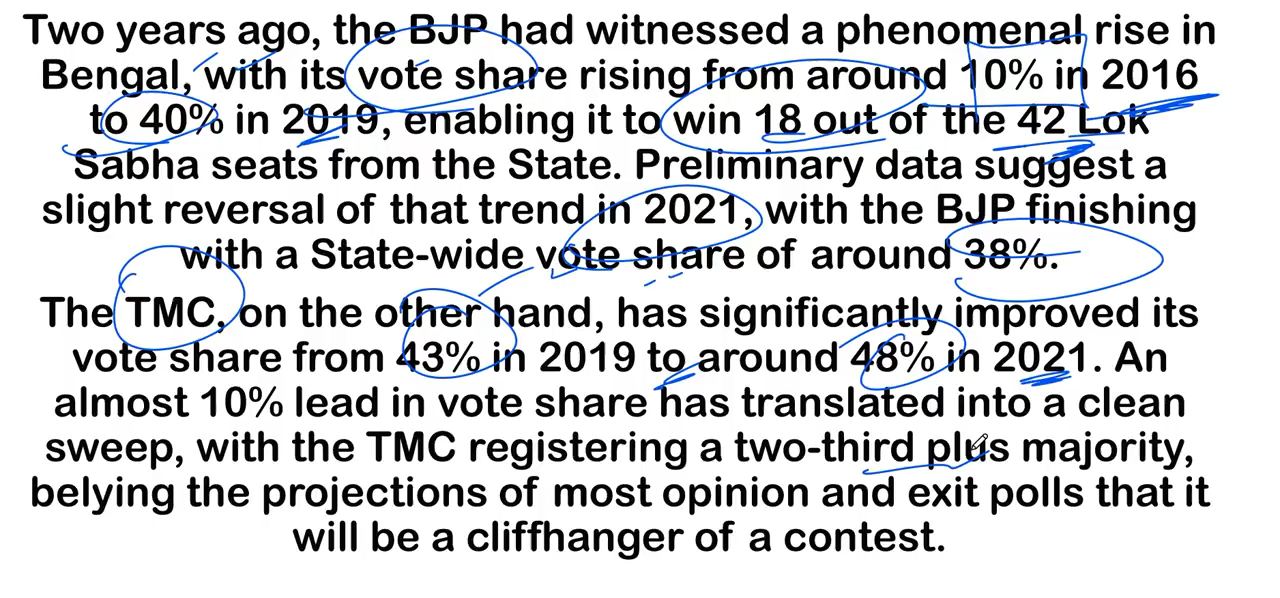 Two years ago, the BJP had witnessed a phenomenal rise in
Bengal, with its vote share rising from around 10% in 2016
to 40% in 2019, enabling it to win 18 out of the 42 Lok
Sabha seats from the State. Preliminary data suggest a
slight reversal of that trend in 2021, with the BJP finishing
with a State-wide vote share of around 38%.
The TMC, on the other hand, has significantly improved its
vote share from 43% in 2019 to around 48% in 2021. An
almost 10% lead in vote share has translated into a clean
sweep, with the TMC registering a two-third plus majority,
belying the projections of most opinion and exit polls that it
will be a cliffhanger of a contest.